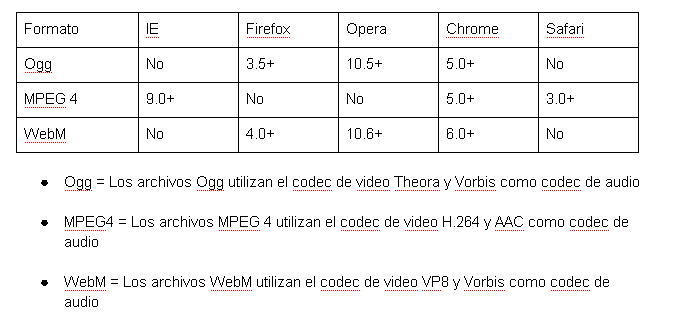 Formato IE Firefox Opera Chrome Safari
Ogg No 3.5+ 10.5+ 5.0+ No
MPEG 4 9.0+ No No 5.0+ 3.0+
WebM No 4.0+ 10.6+ 6.0+ No
● Ogg = Los archivos Ogg utilizan el codec de video Theora y Vorbis como codec de audio
● MPEG4 = Los archivos MPEG 4 utilizan el codec de video H.264 y AAC como codec de
audio
● WebM = Los archivos WebM utilizan el codec de video VP8 y Vorbis como codec de
audio